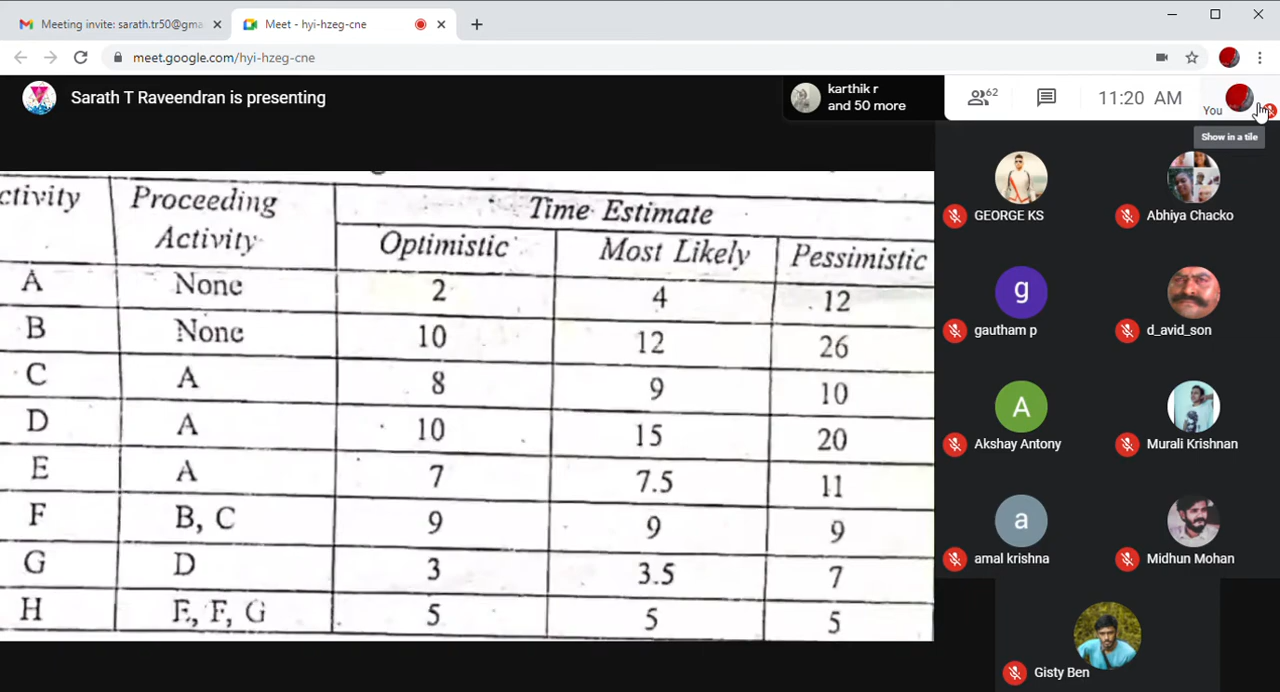 Meeting invite: sarath.tr50@gma
Meet - hyi-hzeg-cne
meet.google.com/hyi-hzeg-cne
Sarath T Raveendran is presenting
karthik r
and 50 more
62
11:20 AM
You
Show in a tile
ctivity Proceeding Activity Time Estimate
Optimistic Most Likely Pessimistic
A None 2 4 12
B None 10 12 26
C A 8 9 10
D A 10 15 20
E A 7 7.5 11
F B, C 9 9 9
G D 3 3.5 7
H E, F, G 5 5 5
GEORGE KS
Abhiya Chacko
g
gautham p
d_avid_son
A
Akshay Antony
Murali Krishnan
a
amal krishna
Midhun Mohan
Gisty Ben